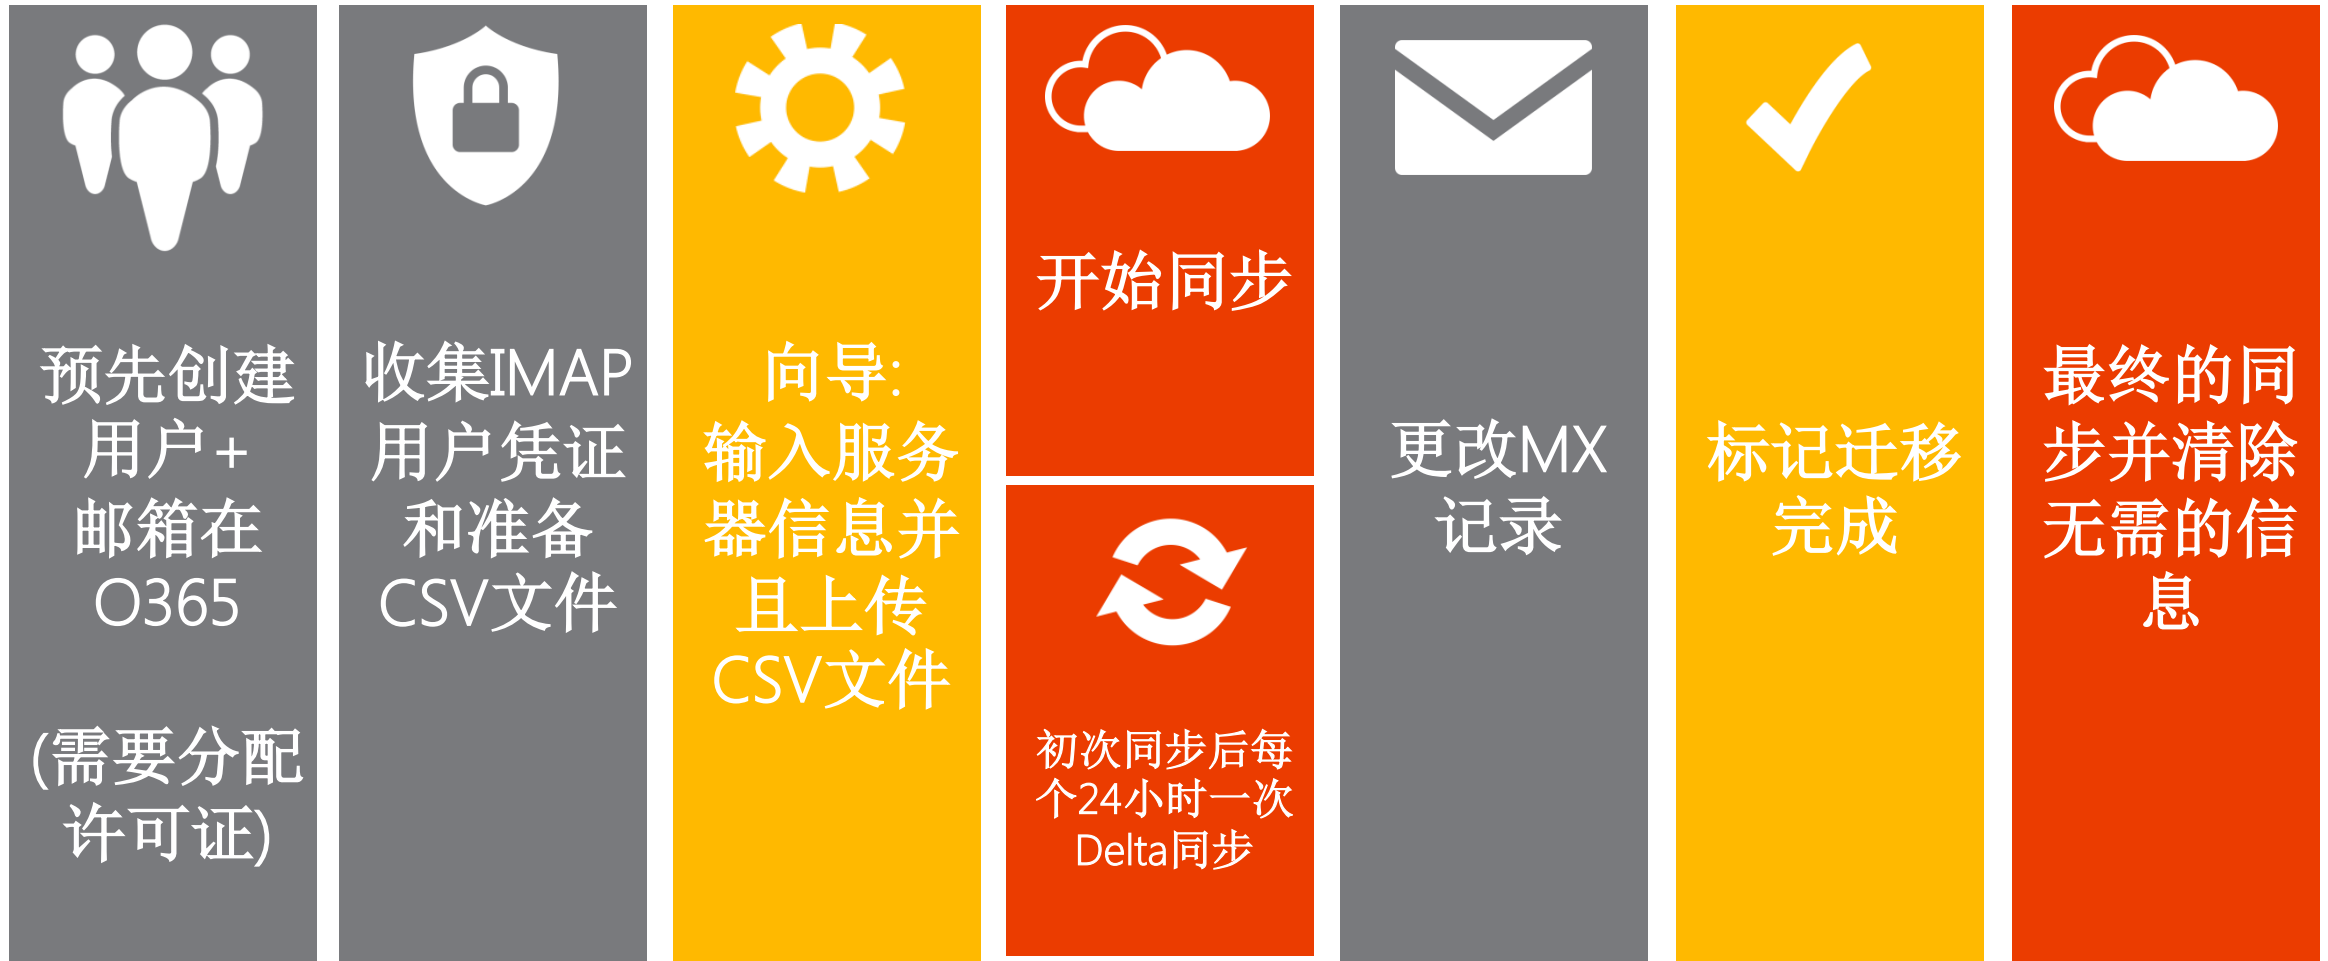 预先创建
用户+
邮箱在
O365
(需要分配
许可证)
收集IMAP
用户凭证
和准备
CSV文件
向导:
输入服务
器信息并
且上传
CSV文件
开始同步
初次同步后每
个24小时一次
Delta同步
更改MX
记录
标记迁移
完成
最终的同
步并清除
无需的信
息